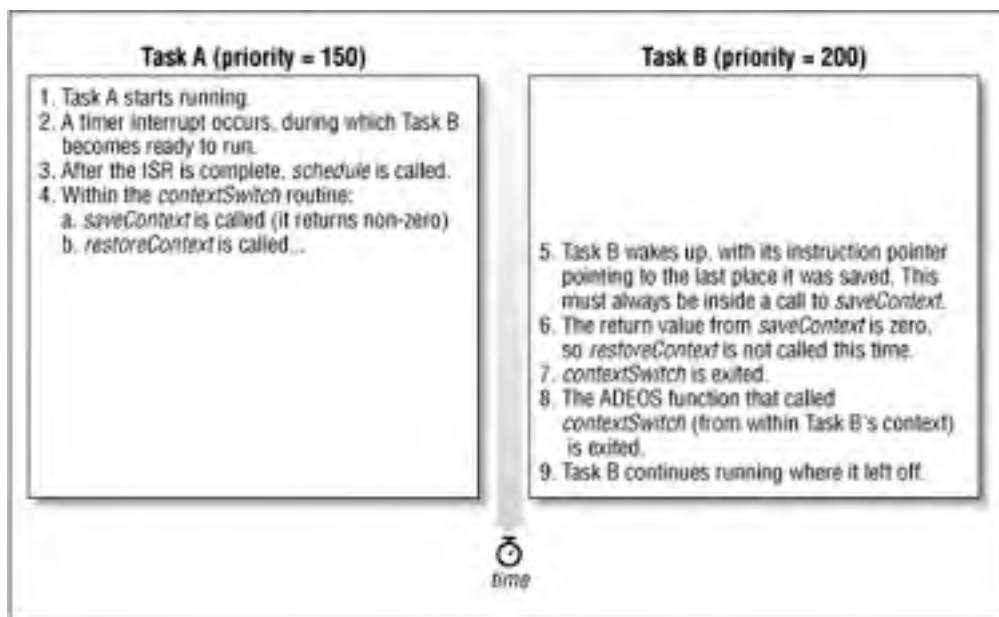 Task A (priority = 150)
1. Task A starts running.
2. A timer interrupt occurs, during which Task B
becomes ready to run.
3. After the ISR is complete, schedule is called.
4. Within the contextSwitch routine:
a. saveContext is called (it returns non-zero)
b. restoreContext is called...
Task B (priority = 200)
5. Task B wakes up, with its instruction pointer
pointing to the last place it was saved. This
must always be inside a call to saveContext.
6. The return value from saveContext is zero,
so restoreContext is not called this time.
7. contextSwitch is exited.
8. The ADEOS function that called
contextSwitch (from within Task B's context)
is exited.
9. Task B continues running where it left off.
time